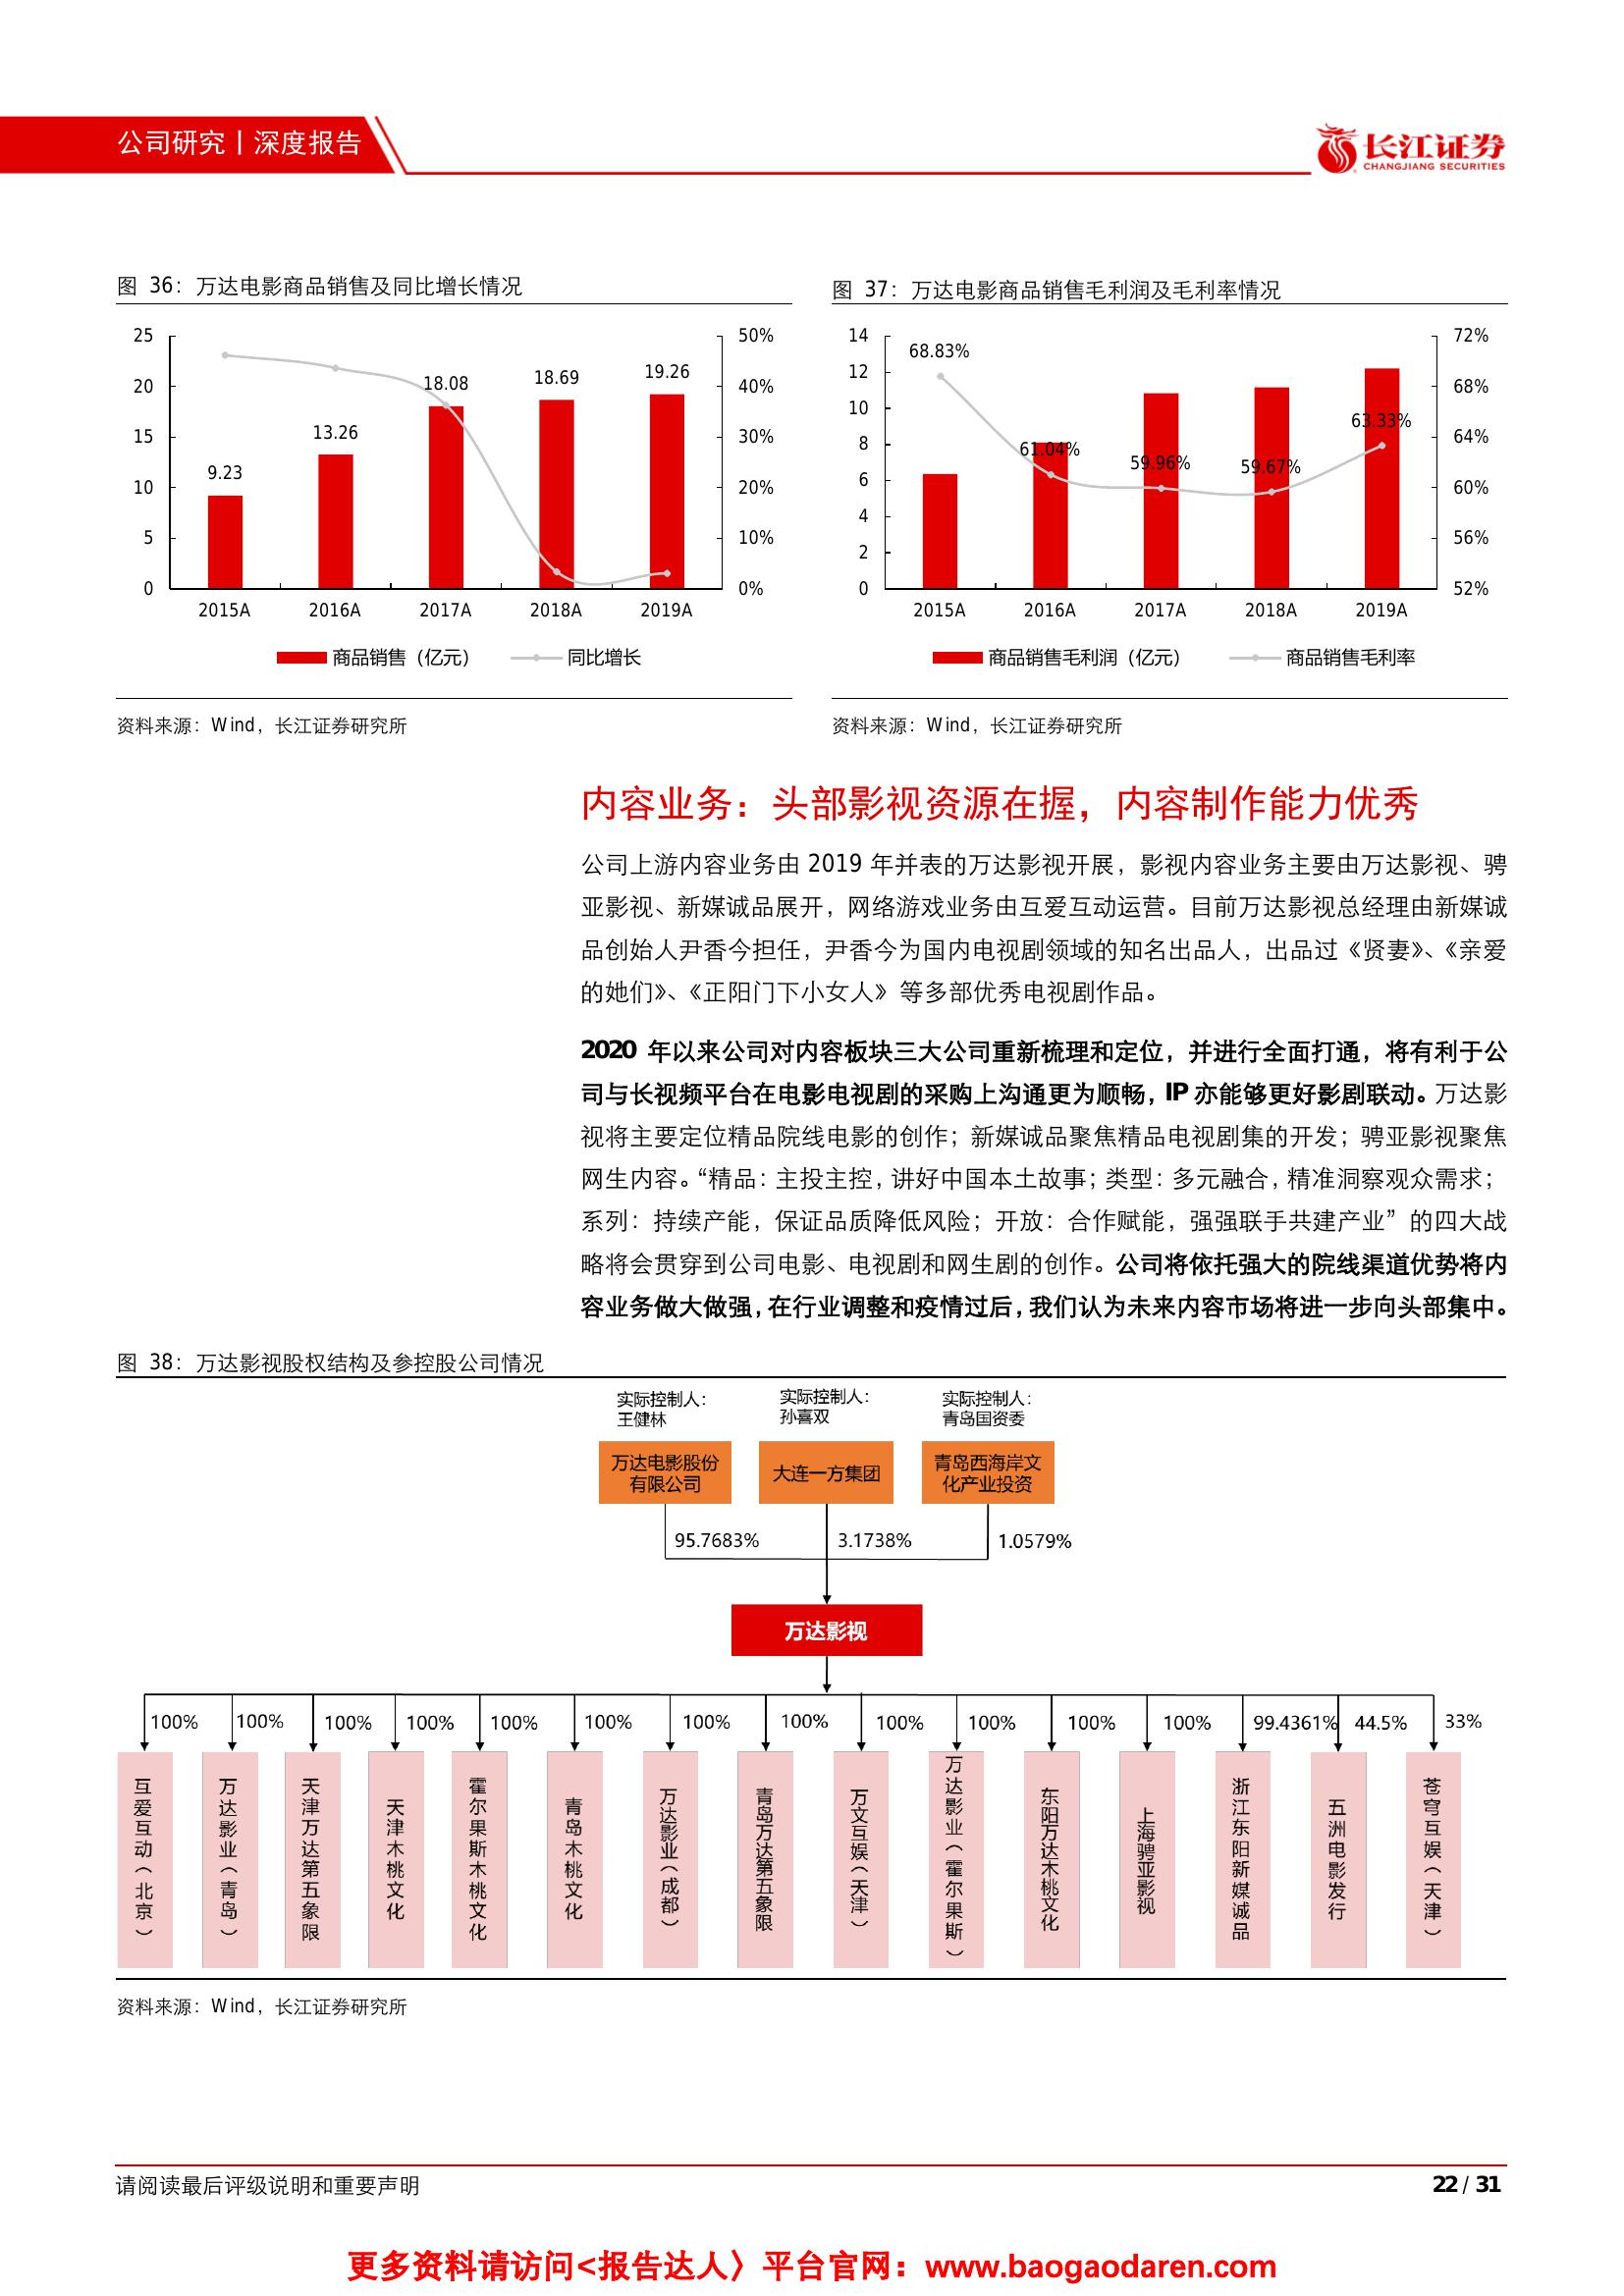 公司研究丨深度报告
长江证券
CHANGJIANG SECURITIES
图 36：万达电影商品销售及同比增长情况
25
20
15
10
5
0
50%
40%
30%
20%
10%
0%
9.23
13.26
18.08
18.69
19.26
2015A 2016A 2017A 2018A 2019A
商品销售（亿元） 同比增长
资料来源：Wind，长江证券研究所
图 37：万达电影商品销售毛利润及毛利率情况
14
12
10
8
6
4
2
0
72%
68%
64%
60%
56%
52%
68.83%
61.04%
59.96%
59.67%
63.33%
2015A 2016A 2017A 2018A 2019A
商品销售毛利润（亿元） 商品销售毛利率
资料来源：Wind，长江证券研究所
内容业务：头部影视资源在握，内容制作能力优秀
公司上游内容业务由 2019 年并表的万达影视开展，影视内容业务主要由万达影视、骋
亚影视、新媒诚品展开，网络游戏业务由互爱互动运营。目前万达影视总经理由新媒诚
品创始人尹香今担任，尹香今为国内电视剧领域的知名出品人，出品过《贤妻》、《亲爱
的她们》、《正阳门下小女人》等多部优秀电视剧作品。
2020 年以来公司对内容板块三大公司重新梳理和定位，并进行全面打通，将有利于公
司与长视频平台在电影电视剧的采购上沟通更为顺畅，IP 亦能够更好影剧联动。万达影
视将主要定位精品院线电影的创作；新媒诚品聚焦精品电视剧集的开发；骋亚影视聚焦
网生内容。“精品：主投主控，讲好中国本土故事；类型：多元融合，精准洞察观众需求；
系列：持续产能，保证品质降低风险；开放：合作赋能，强强联手共建产业”的四大战
略将会贯穿到公司电影、电视剧和网生剧的创作。公司将依托强大的院线渠道优势将内
容业务做大做强，在行业调整和疫情过后，我们认为未来内容市场将进一步向头部集中。
图 38：万达影视股权结构及参控股公司情况
实际控制人：
王健林
实际控制人：
孙喜双
实际控制人：
青岛国资委
万达电影股份
有限公司
大连一方集团
青岛西海岸文
化产业投资
95.7683% 3.1738% 1.0579%
万达影视
100% 100% 100% 100% 100% 100% 100% 100% 100% 100% 100% 100% 99.4361% 44.5% 33%
互爱互动（北京）
万达影业（青岛）
天津万达第五象限
天津木桃文化
霍尔果斯木桃文化
青岛木桃文化
万达影业（成都）
青岛万达第五象限
万文互娱（天津）
万达影业（霍尔果斯）
东阳万达木桃文化
上海骋亚影视
浙江东阳新媒诚品
五洲电影发行
苍穹互娱（天津）
资料来源：Wind，长江证券研究所
请阅读最后评级说明和重要声明
22 / 31
更多资料请访问<报告达人〉平台官网：www.baogaodaren.com